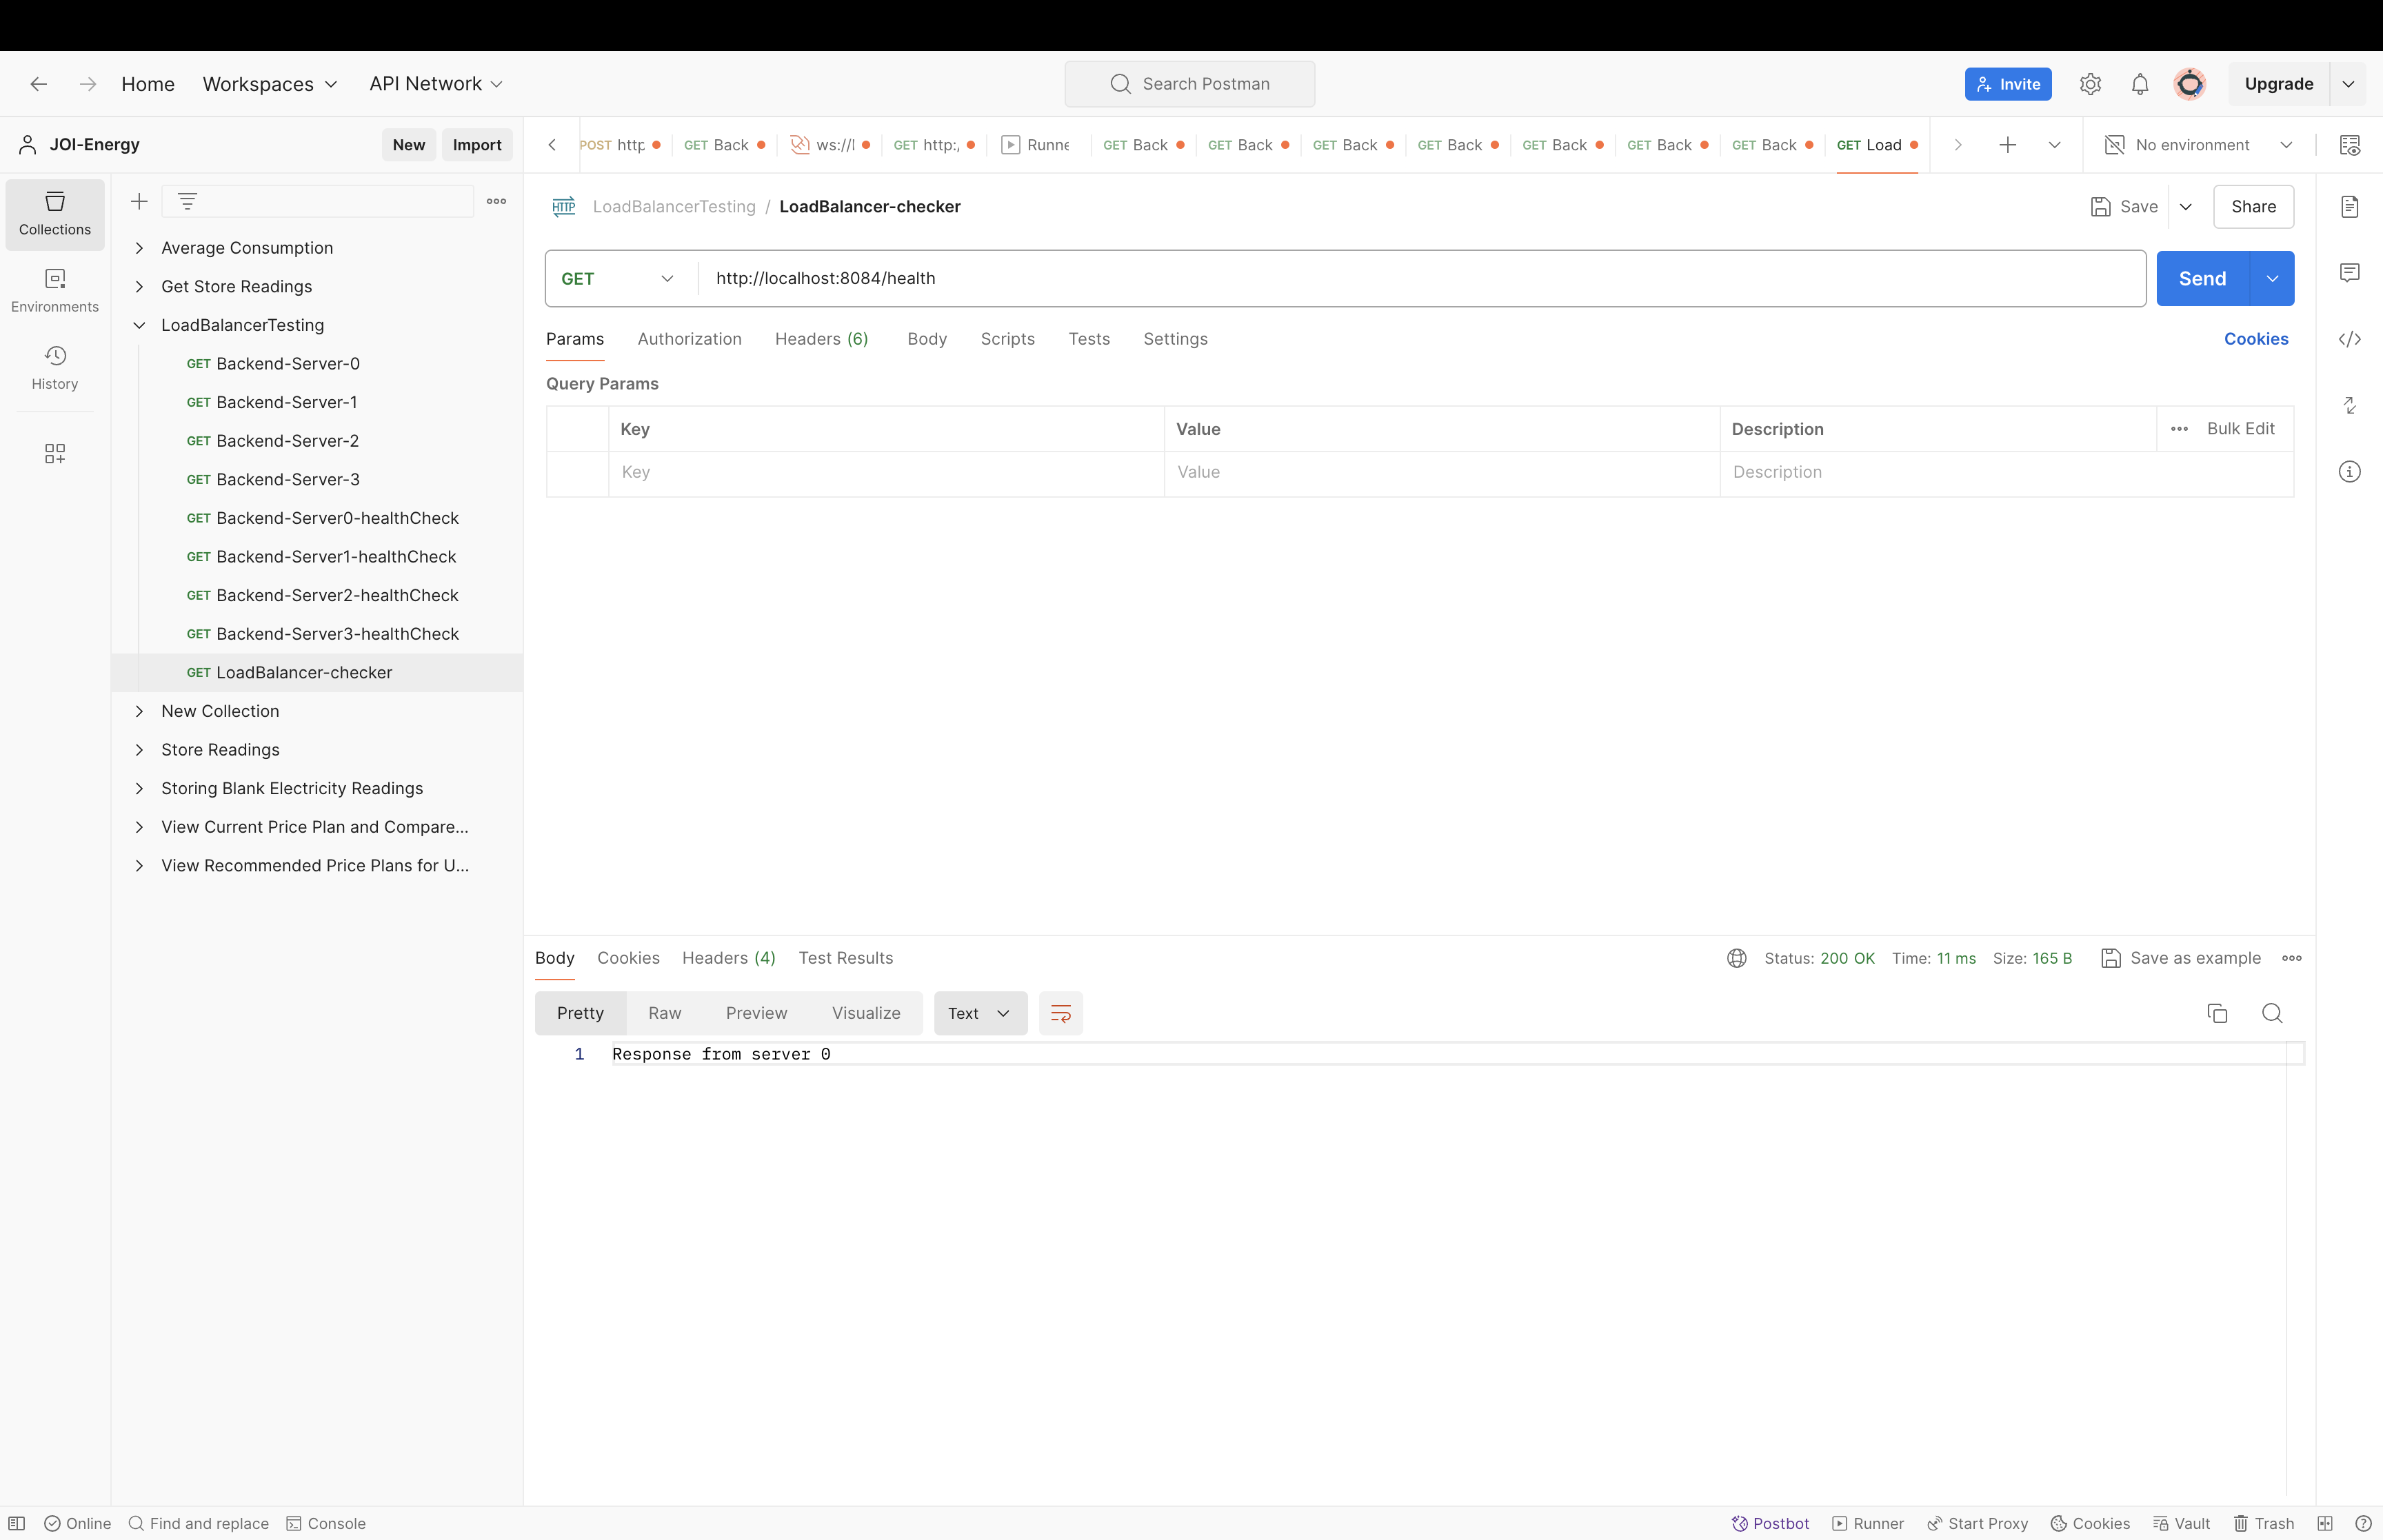 Home Workspaces API Network Search Postman Invite Upgrade
JOI-Energy New Import
POST http GET Back ws://l GET http:/ Runne GET Back GET Back GET Back GET Back GET Back GET Back GET Back GET Load No environment
Collections
Environments
History
Average Consumption
Get Store Readings
LoadBalancerTesting
GET Backend-Server-0
GET Backend-Server-1
GET Backend-Server-2
GET Backend-Server-3
GET Backend-Server0-healthCheck
GET Backend-Server1-healthCheck
GET Backend-Server2-healthCheck
GET Backend-Server3-healthCheck
GET LoadBalancer-checker
New Collection
Store Readings
Storing Blank Electricity Readings
View Current Price Plan and Compare...
View Recommended Price Plans for U...
HTTP LoadBalancerTesting / LoadBalancer-checker Save Share
GET http://localhost:8084/health Send
Params Authorization Headers (6) Body Scripts Tests Settings Cookies
Query Params
Key Value Description Bulk Edit
Key Value Description
Body Cookies Headers (4) Test Results Status: 200 OK Time: 11 ms Size: 165 B Save as example
Pretty Raw Preview Visualize Text
1 Response from server 0
Online Find and replace Console Postbot Runner Start Proxy Cookies Vault Trash